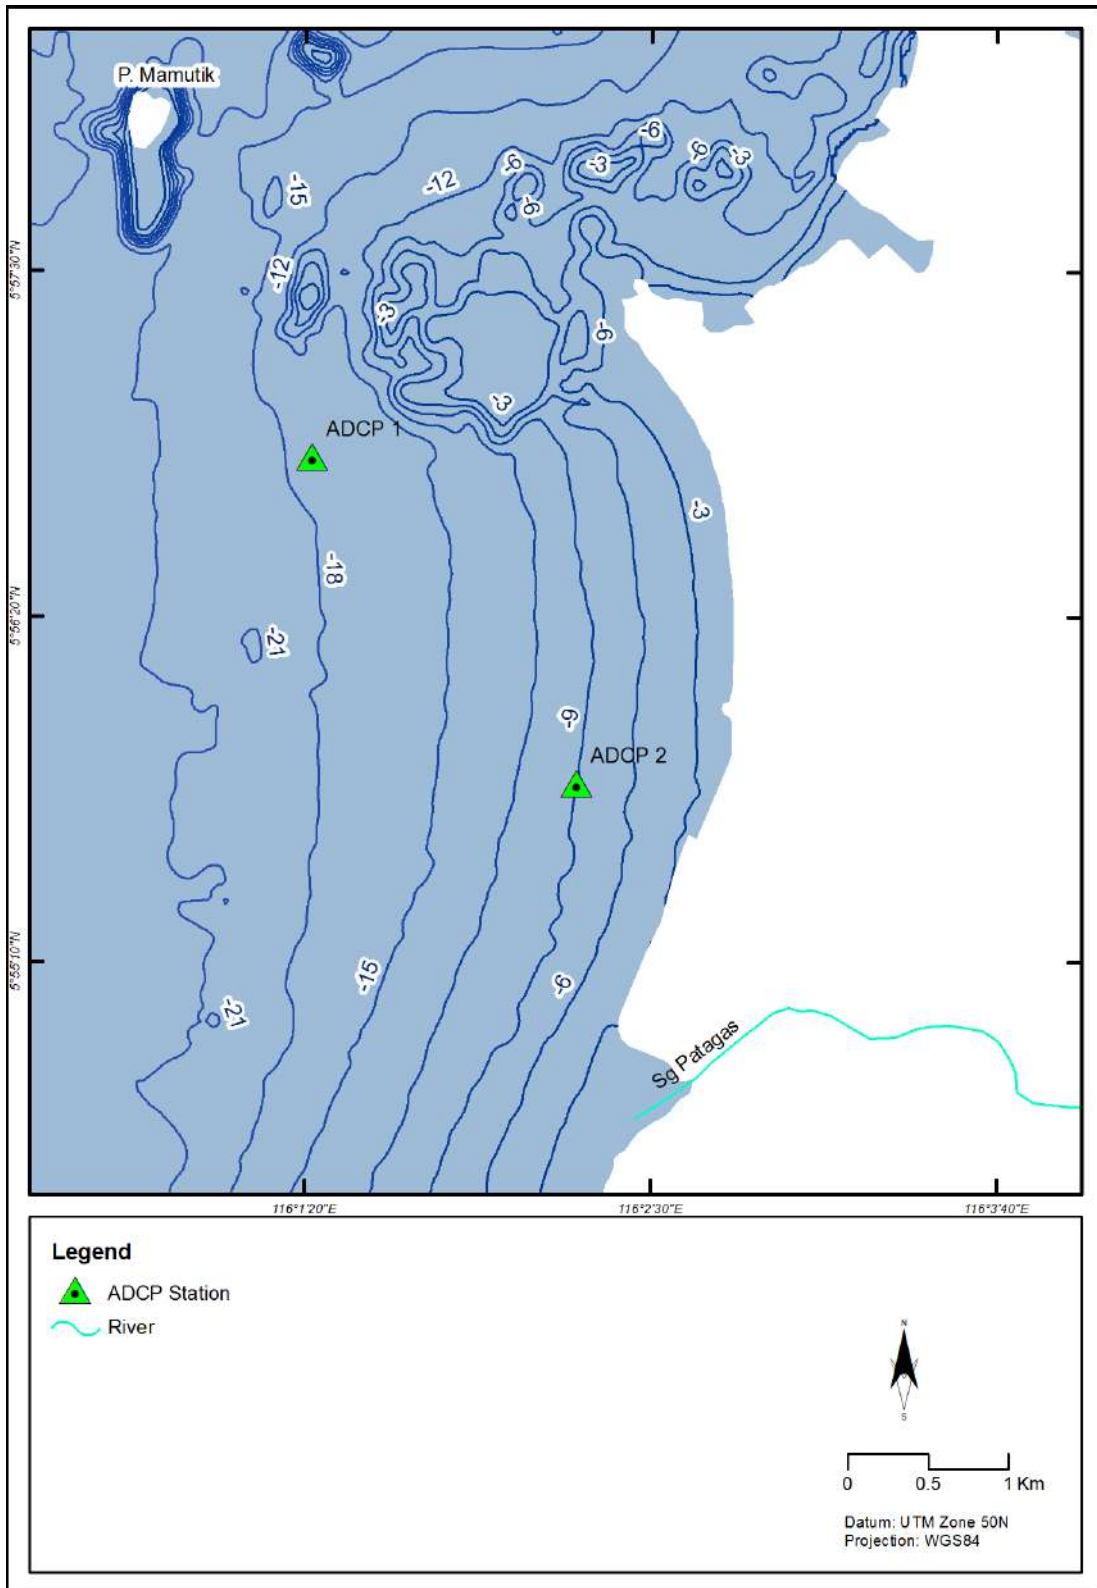 P. Mamutik
-6
-3
-6
-3
-6
-12
-15
-6
5°57'30"N
-12
-3
-6
-3
ADCP 1
-3
-18
5°56'20"N
-21
-9
ADCP 2
5°55'10"N
-15
-6
-21
Sg Patagas
116°1'20"E
116°2'30"E
116°3'40"E
Legend
ADCP Station
River
N
S
0 0.5 1 Km
Datum: UTM Zone 50N
Projection: WGS84